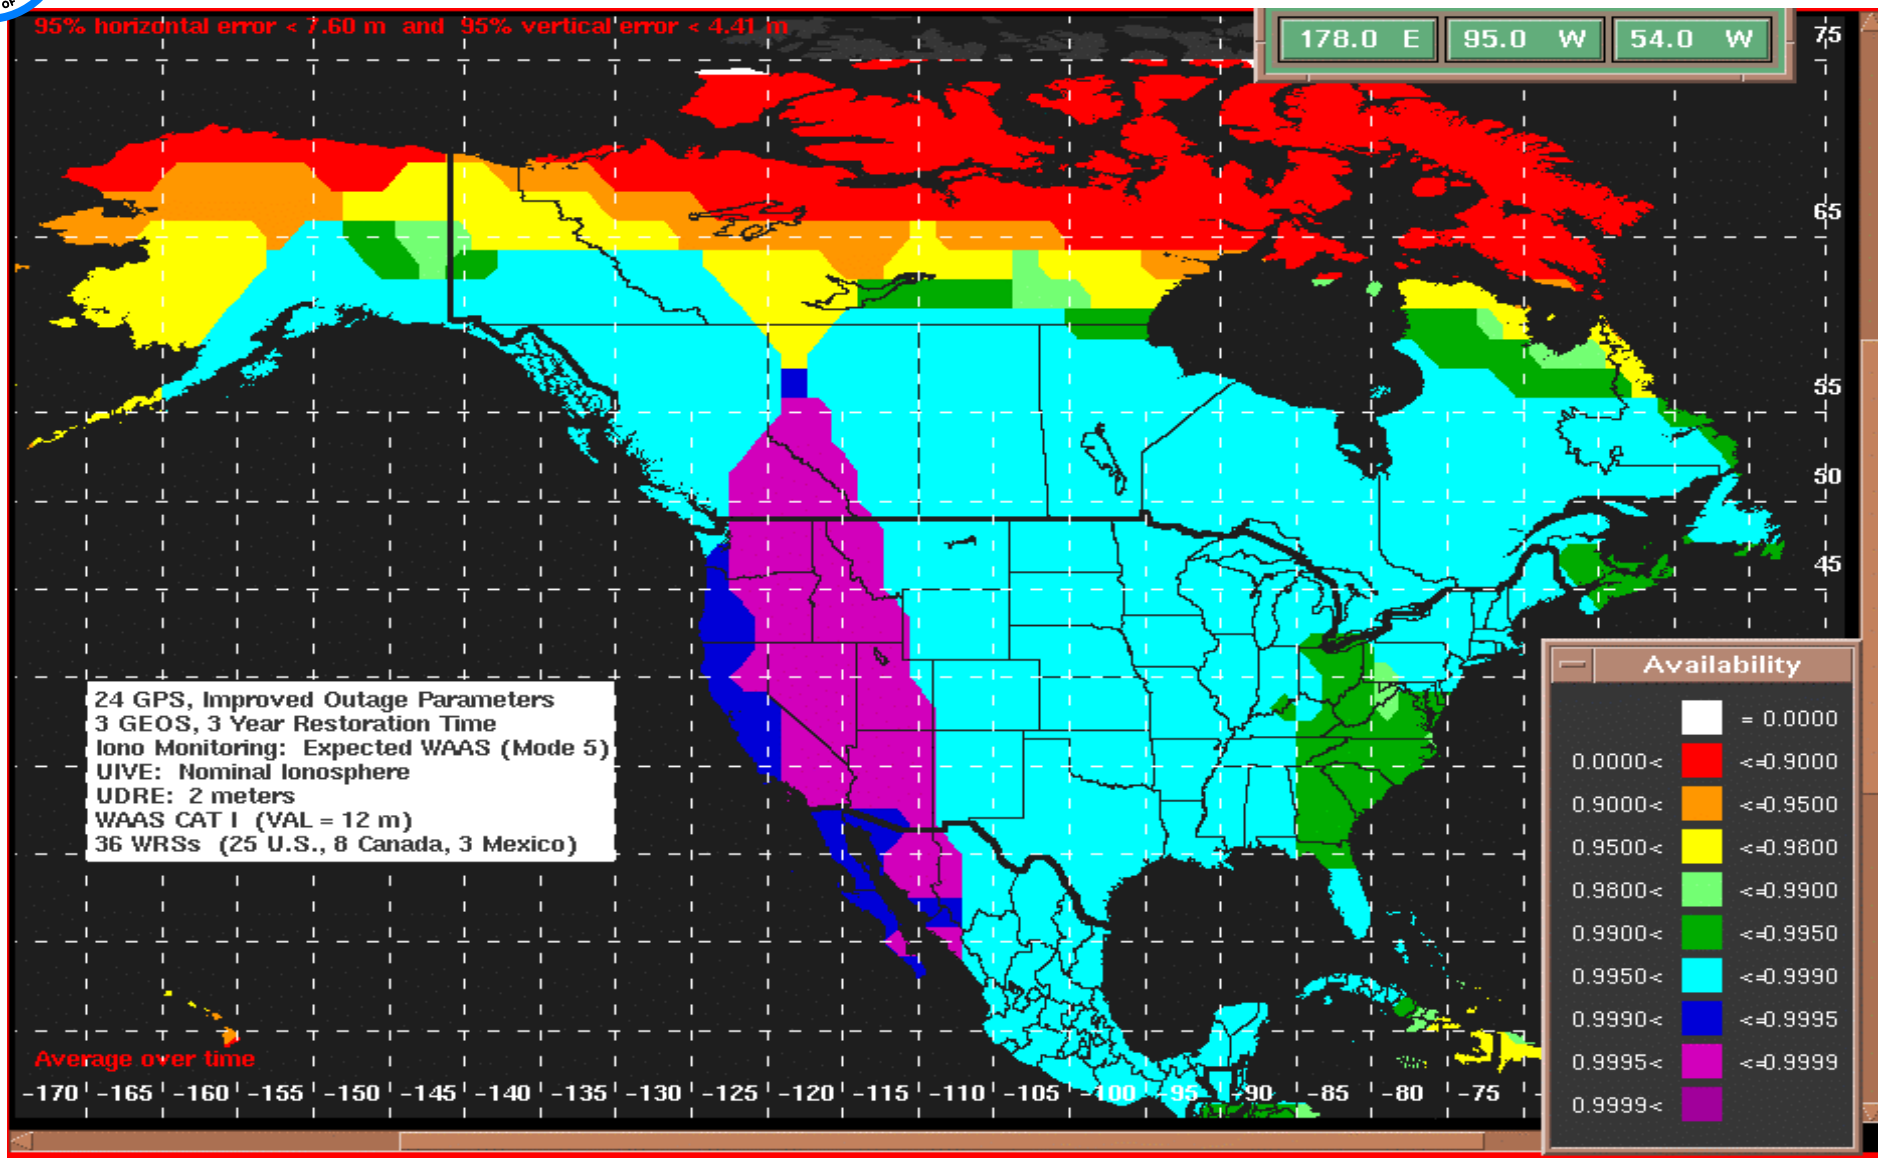 OF
95% horizontal error < 7.60 m and 95% vertical error < 4.41 m
178.0 E 95.0 W 54.0 W
75
65
55
50
45
24 GPS, Improved Outage Parameters
3 GEOS, 3 Year Restoration Time
Iono Monitoring: Expected WAAS (Mode 5)
UIVE: Nominal Ionosphere
UDRE: 2 meters
WAAS CAT I (VAL = 12 m)
36 WRSs (25 U.S., 8 Canada, 3 Mexico)
Availability
= 0.0000
0.0000< <=0.9000
0.9000< <=0.9500
0.9500< <=0.9800
0.9800< <=0.9900
0.9900< <=0.9950
0.9950< <=0.9990
0.9990< <=0.9995
0.9995< <=0.9999
0.9999<
Average over time
-170 -165 -160 -155 -150 -145 -140 -135 -130 -125 -120 -115 -110 -105 -100 -95 -90 -85 -80 -75